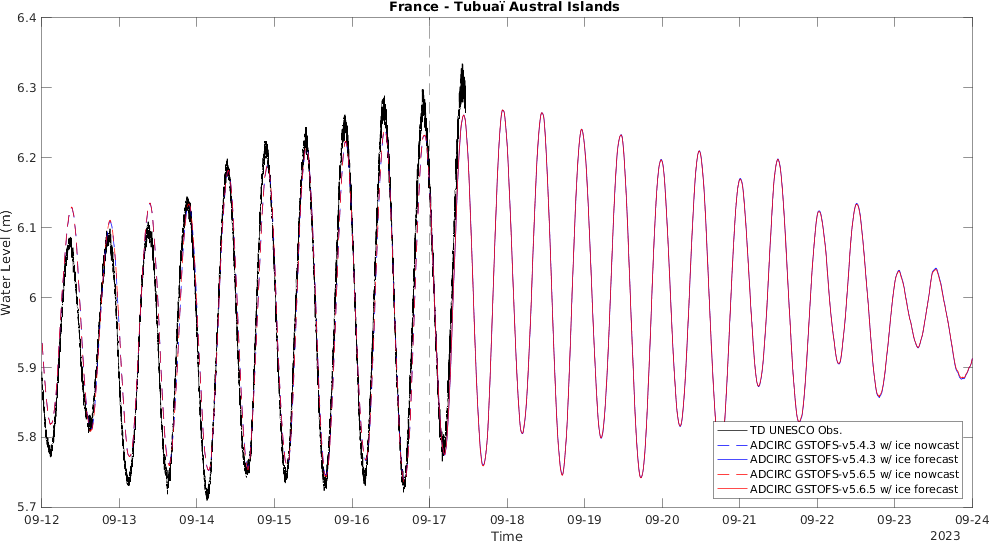 France - Tubuaï Austral Islands
6.4
6.3
6.2
6.1
6
5.9
5.8
5.7
Water Level (m)
TD UNESCO Obs.
ADCIRC GSTOFS-v5.4.3 w/ ice nowcast
ADCIRC GSTOFS-v5.4.3 w/ ice forecast
ADCIRC GSTOFS-v5.6.5 w/ ice nowcast
ADCIRC GSTOFS-v5.6.5 w/ ice forecast
09-12 09-13 09-14 09-15 09-16 09-17 09-18 09-19 09-20 09-21 09-22 09-23 09-24
Time
2023